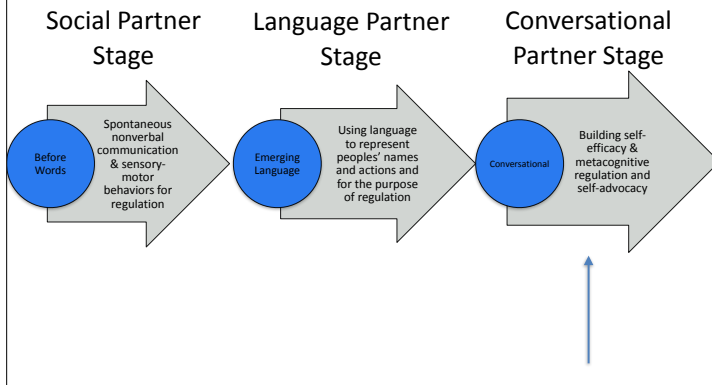 Social Partner
Stage
Language Partner
Stage
Conversational
Partner Stage
Before
Words
Spontaneous
nonverbal
communication
& sensory-
motor
behaviors for
regulation
Emerging
Language
Using language
to represent
peoples' names
and actions and
for the purpose
of regulation
Conversational
Building self-
efficacy &
metacognitive
regulation and
self-advocacy